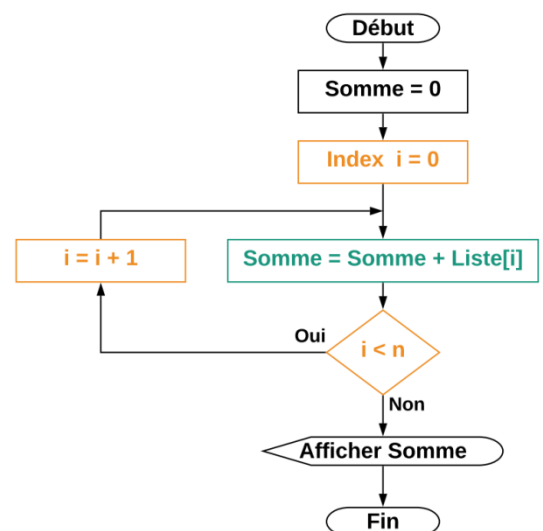 Début
Somme = 0
Index i = 0
i = i + 1
Somme = Somme + Liste[i]
Oui
i < n
Non
Afficher Somme
Fin